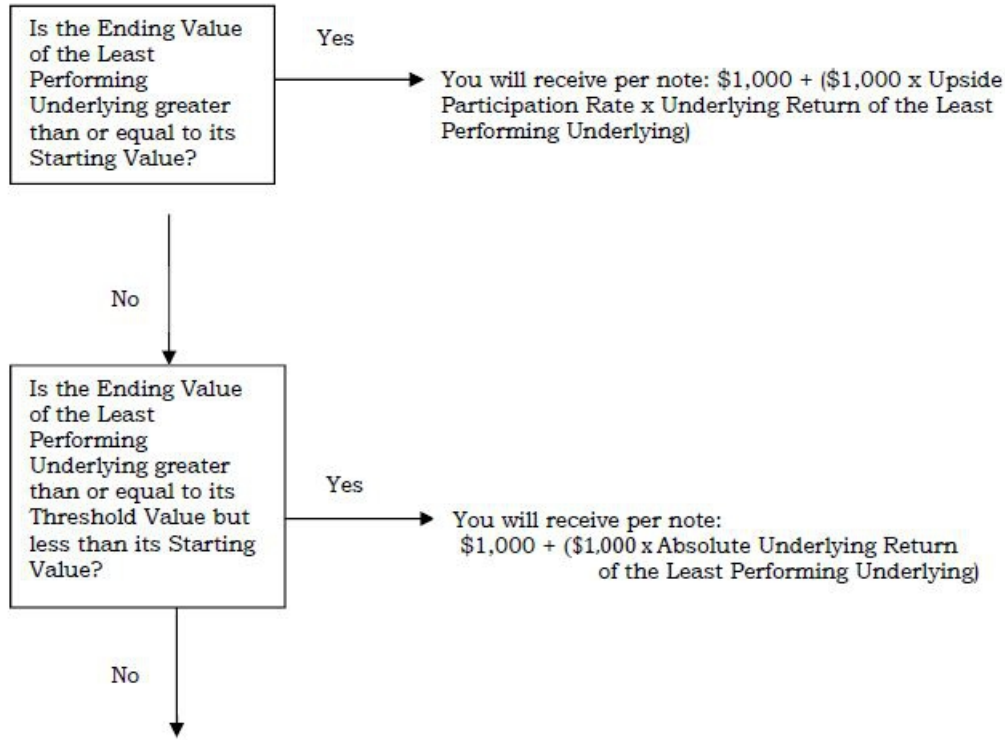 Is the Ending Value
of the Least
Performing
Underlying greater
than or equal to its
Starting Value?
Yes
You will receive per note: $1,000 + ($1,000 x Upside
Participation Rate x Underlying Return of the Least
Performing Underlying)
No
Is the Ending Value
of the Least
Performing
Underlying greater
than or equal to its
Threshold Value but
less than its Starting
Value?
Yes
You will receive per note:
$1,000 + ($1,000 x Absolute Underlying Return
of the Least Performing Underlying)
No